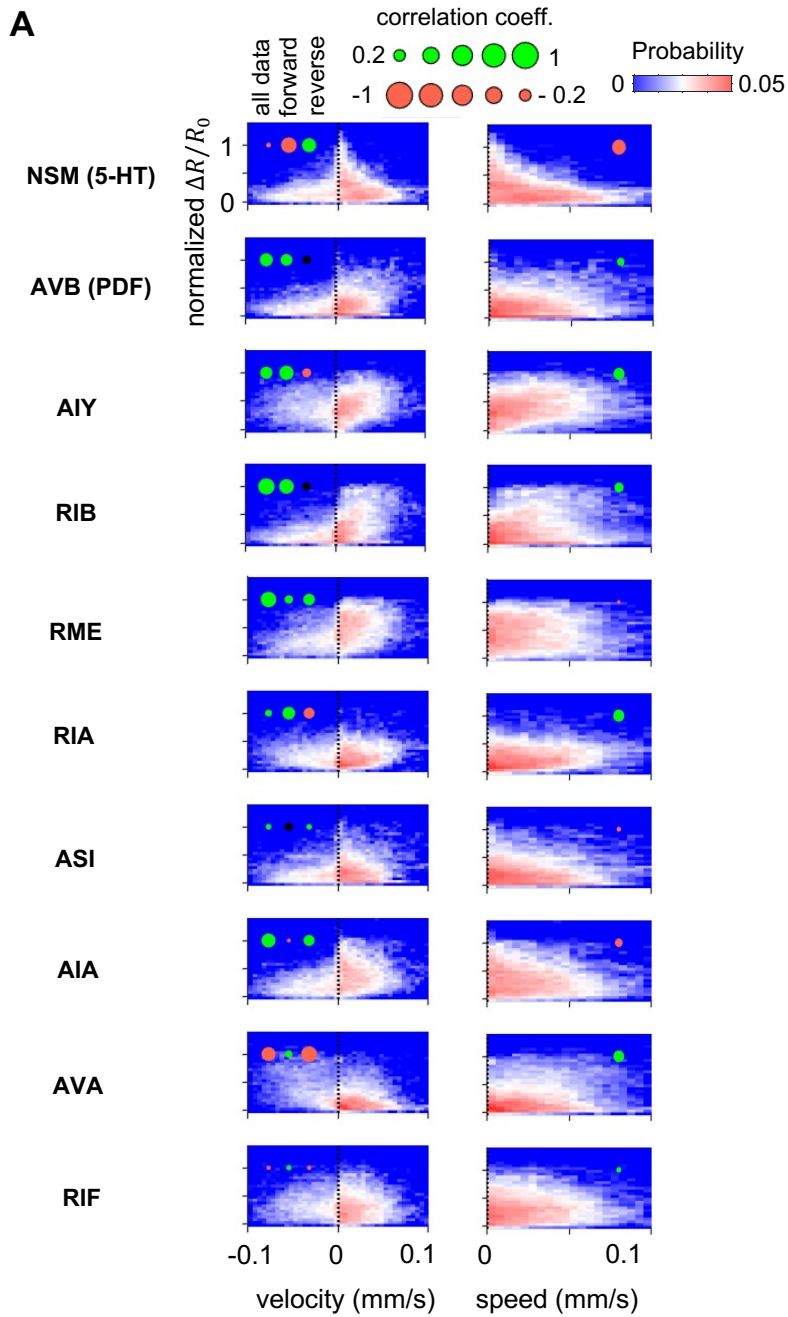 A
correlation coeff.
all data
forward
reverse
0.2 1
-1 - 0.2
Probability
0 0.05
normalized ΔR/R0
1
0
NSM (5-HT)
AVB (PDF)
AIY
RIB
RME
RIA
ASI
AIA
AVA
RIF
-0.1 0 0.1 0 0.1
velocity (mm/s) speed (mm/s)